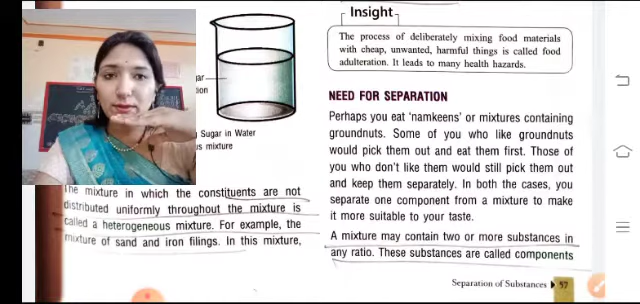 Sugar in Water
The mixture in which the constituents are not
distributed uniformly throughout the mixture is
called a heterogeneous mixture. For example, the
mixture of sand and iron filings. In this mixture,
Insight
The process of deliberately mixing food materials
with cheap, unwanted, harmful things is called food
adulteration. It leads to many health hazards.
NEED FOR SEPARATION
Perhaps you eat 'namkeens' or mixtures containing
groundnuts. Some of you who like groundnuts
would pick them out and eat them first. Those of
you who don't like them would still pick them out
and keep them separately. In both the cases, you
separate one component from a mixture to make
it more suitable to your taste.
A mixture may contain two or more substances in
any ratio. These substances are called components
Separation of Substances 57